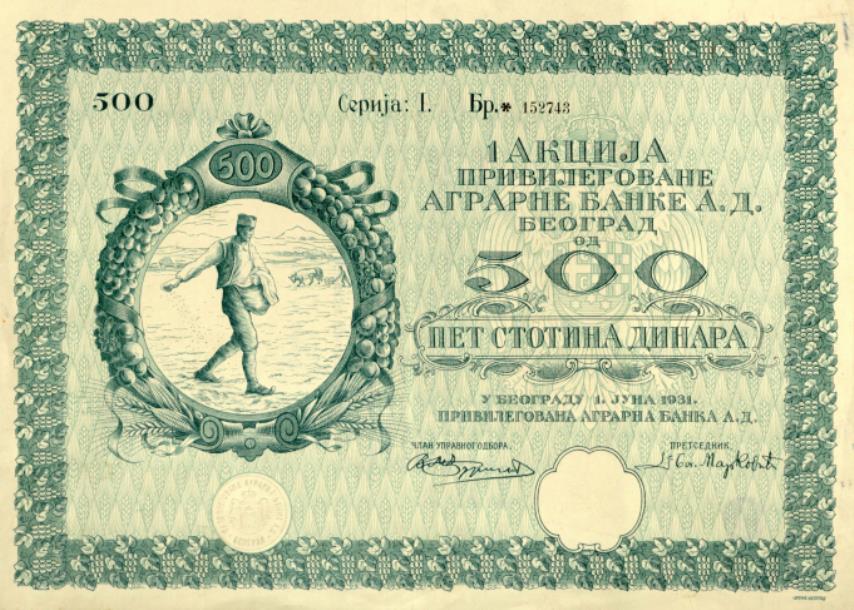 500 Серија: I. Бр.* 152743
500
1 АКЦИЈА
ПРИВИЛЕГОВАНЕ
АГРАРНЕ БАНКЕ А.Д.
БЕОГРАД
ОД
500
ПЕТ СТОТИНА ДИНАРА
У БЕОГРАДУ 1. ЈУНА 1931.
ПРИВИЛЕГОВАНА АГРАРНА БАНКА А.Д.
ЧЛАН УПРАВНОГ ОДБОРА, ПРЕТСЕДНИК,
Марковић